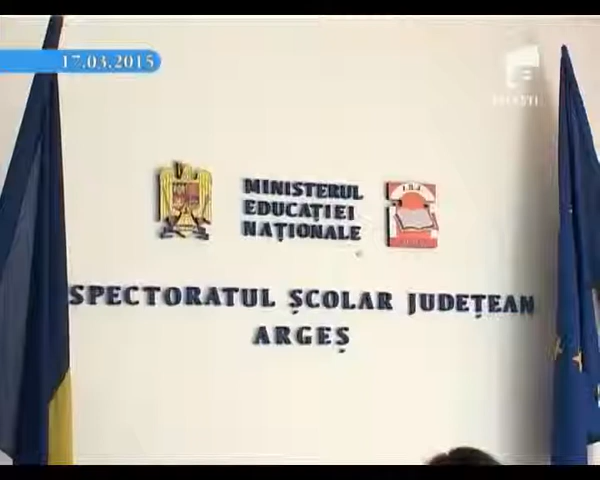 17.03.2015
MINISTERUL
EDUCAȚIEI
NAȚIONALE
SPECTORATUL ȘCOLAR JUDEȚEAN
ARGEȘ